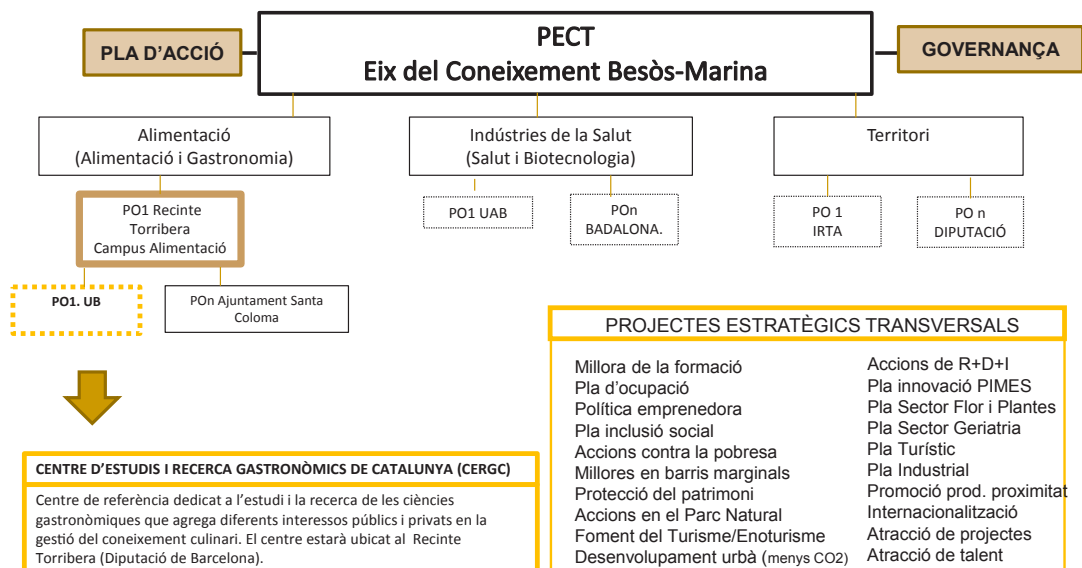 PLA D'ACCIÓ
PECT
Eix del Coneixement Besòs-Marina
GOVERNANÇA
Alimentació
(Alimentació i Gastronomia)
Indústries de la Salut
(Salut i Biotecnologia)
Territori
PO1 Recinte
Torribera
Campus Alimentació
PO1 UAB
POn
BADALONA.
PO 1
IRTA
PO n
DIPUTACIÓ
PO1. UB
POn Ajuntament Santa
Coloma
PROJECTES ESTRATÈGICS TRANSVERSALS
Millora de la formació
Pla d'ocupació
Política emprenedora
Pla inclusió social
Accions contra la pobresa
Millores en barris marginals
Protecció del patrimoni
Accions en el Parc Natural
Foment del Turisme/Enoturisme
Desenvolupament urbà (menys CO2)
Accions de R+D+I
Pla innovació PIMES
Pla Sector Flor i Plantes
Pla Sector Geriatria
Pla Turístic
Pla Industrial
Promoció prod. proximitat
Internacionalització
Atracció de projectes
Atracció de talent
CENTRE D'ESTUDIS I RECERCA GASTRONÒMICS DE CATALUNYA (CERGC)
Centre de referència dedicat a l'estudi i la recerca de les ciències
gastronòmiques que agrega diferents interessos públics i privats en la
gestió del coneixement culinari. El centre estarà ubicat al Recinte
Torribera (Diputació de Barcelona).